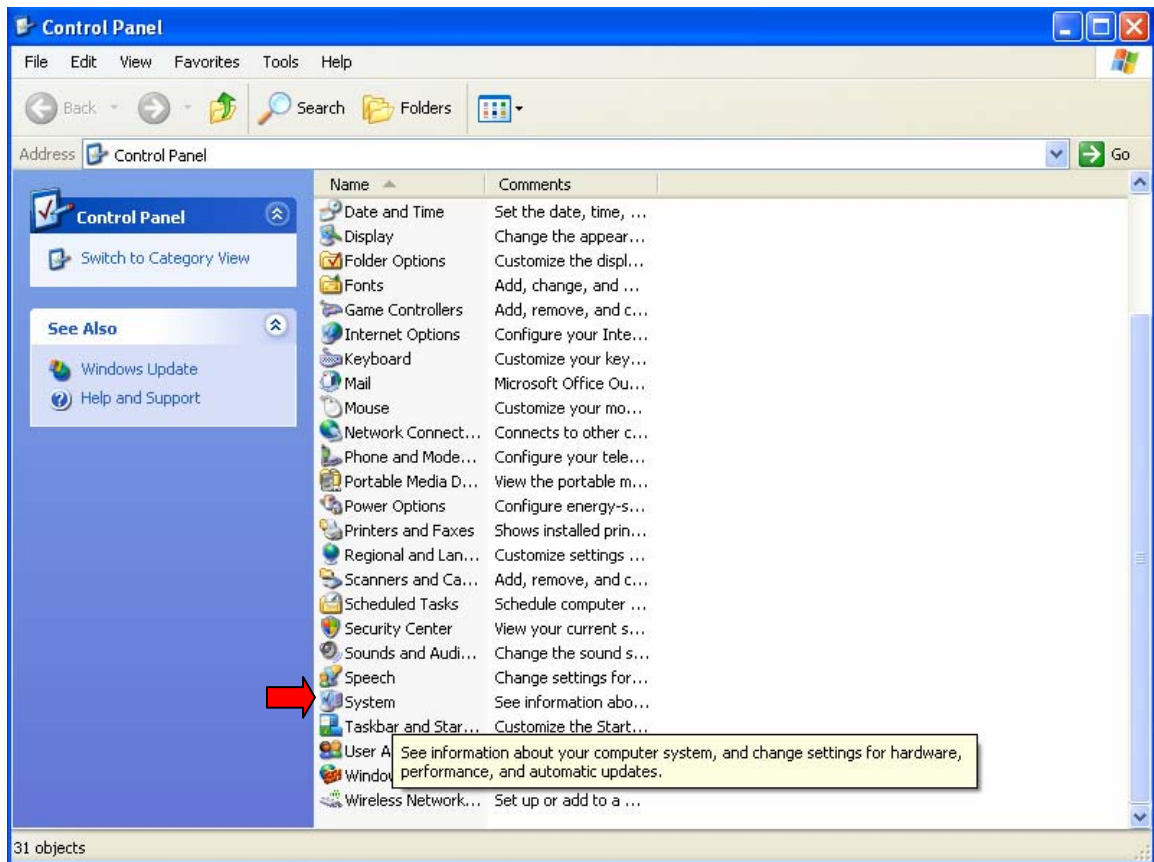 Control Panel
File Edit View Favorites Tools Help
Back Search Folders
Address Control Panel Go
Control Panel
Switch to Category View
See Also
Windows Update
Help and Support
Name Comments
Date and Time Set the date, time, ...
Display Change the appear...
Folder Options Customize the displ...
Fonts Add, change, and ...
Game Controllers Add, remove, and c...
Internet Options Configure your Inte...
Keyboard Customize your key...
Mail Microsoft Office Ou...
Mouse Customize your mo...
Network Connect... Connects to other c...
Phone and Mode... Configure your tele...
Portable Media D... View the portable m...
Power Options Configure energy-s...
Printers and Faxes Shows installed prin...
Regional and Lan... Customize settings ...
Scanners and Ca... Add, remove, and c...
Scheduled Tasks Schedule computer ...
Security Center View your current s...
Sounds and Audi... Change the sound s...
Speech Change settings for...
System See information abo...
Taskbar and Star... Customize the Start...
User A
See information about your computer system, and change settings for hardware,
performance, and automatic updates.
Window
Wireless Network... Set up or add to a ...
31 objects